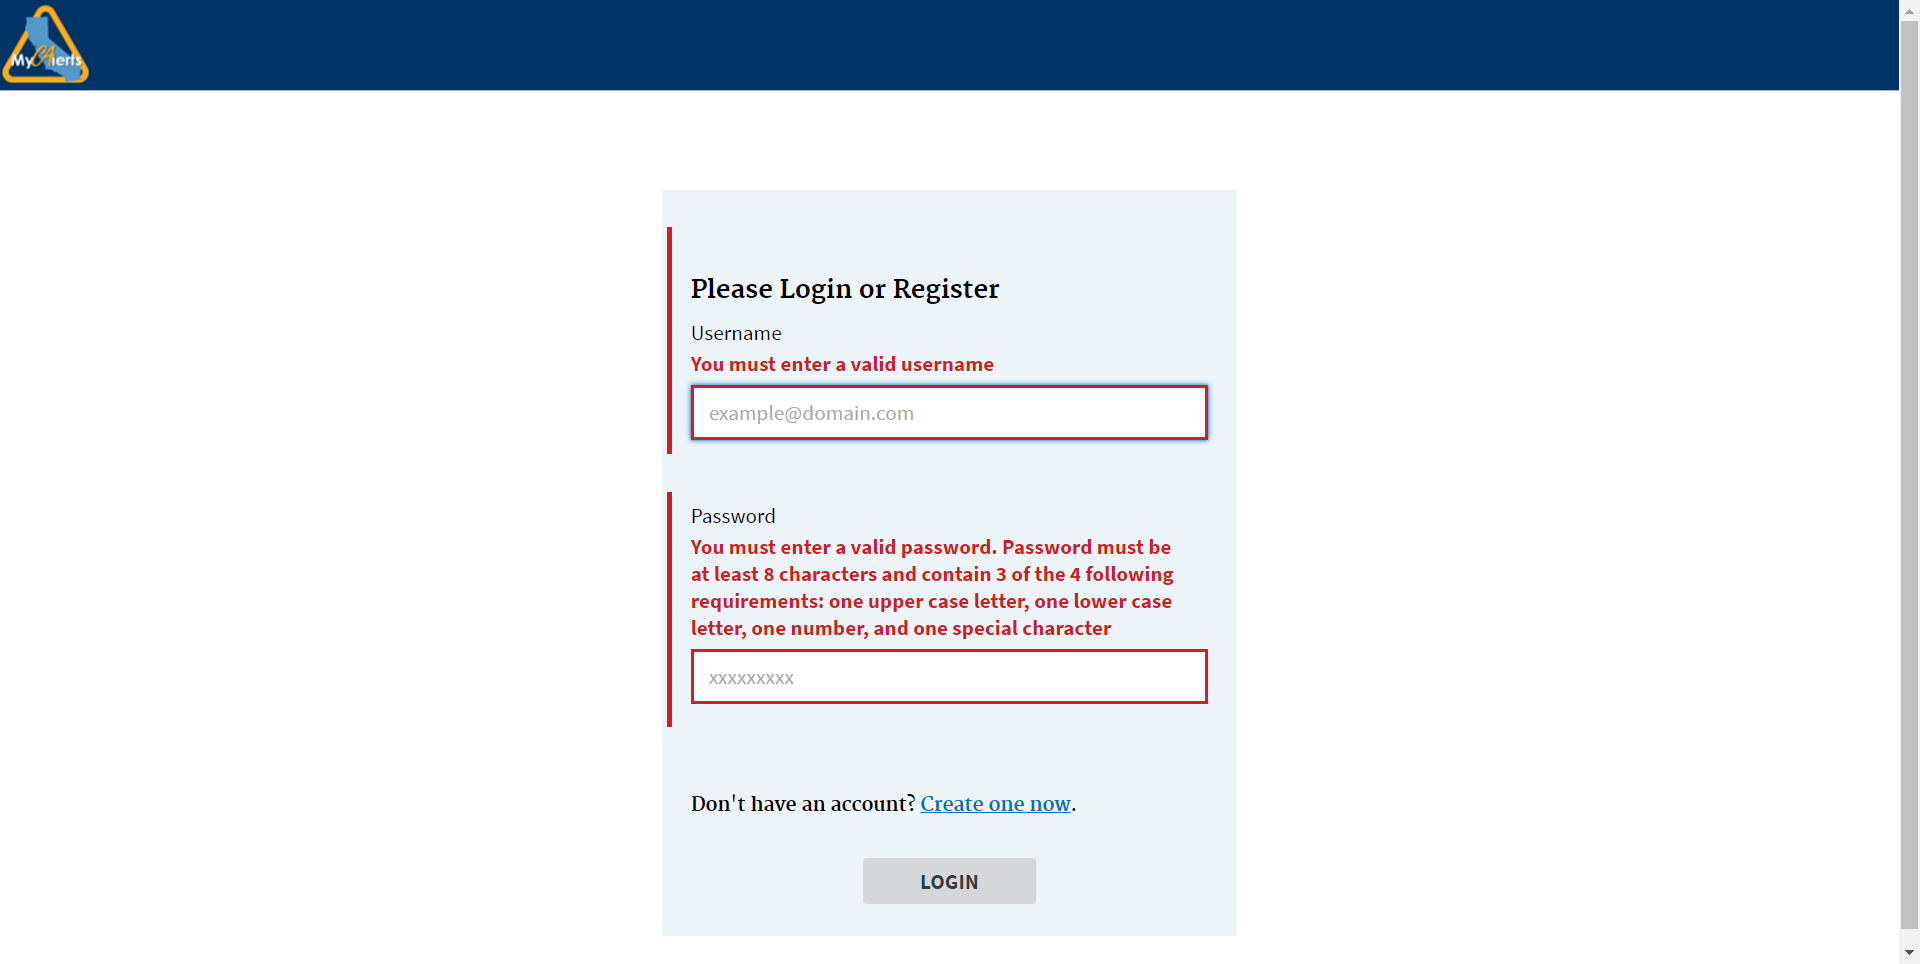 MyCAlerts
Please Login or Register
Username
You must enter a valid username
example@domain.com
Password
You must enter a valid password. Password must be
at least 8 characters and contain 3 of the 4 following
requirements: one upper case letter, one lower case
letter, one number, and one special character
xxxxxxxxx
Don't have an account? Create one now.
LOGIN